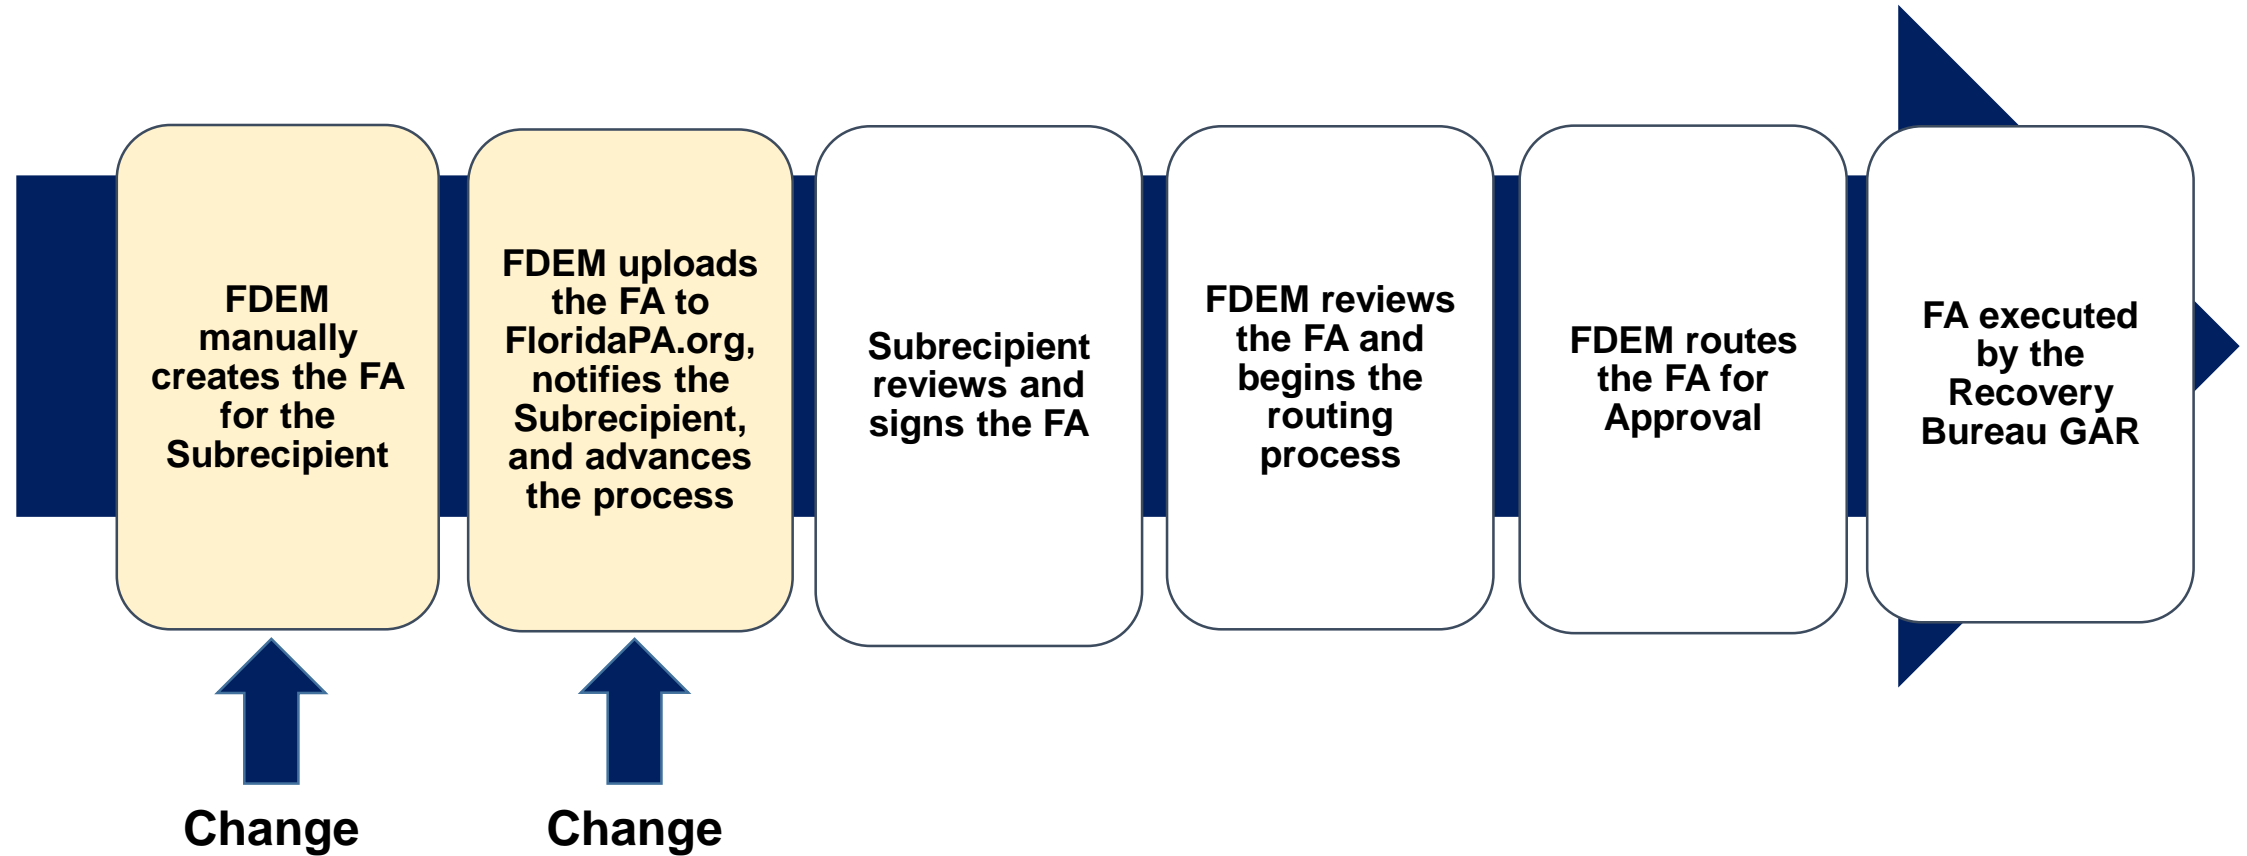 FDEM
manually
creates the FA
for the
Subrecipient
FDEM uploads
the FA to
FloridaPA.org,
notifies the
Subrecipient,
and advances
the process
Subrecipient
reviews and
signs the FA
FDEM reviews
the FA and
begins the
routing
process
FDEM routes
the FA for
Approval
FA executed
by the
Recovery
Bureau GAR
Change
Change